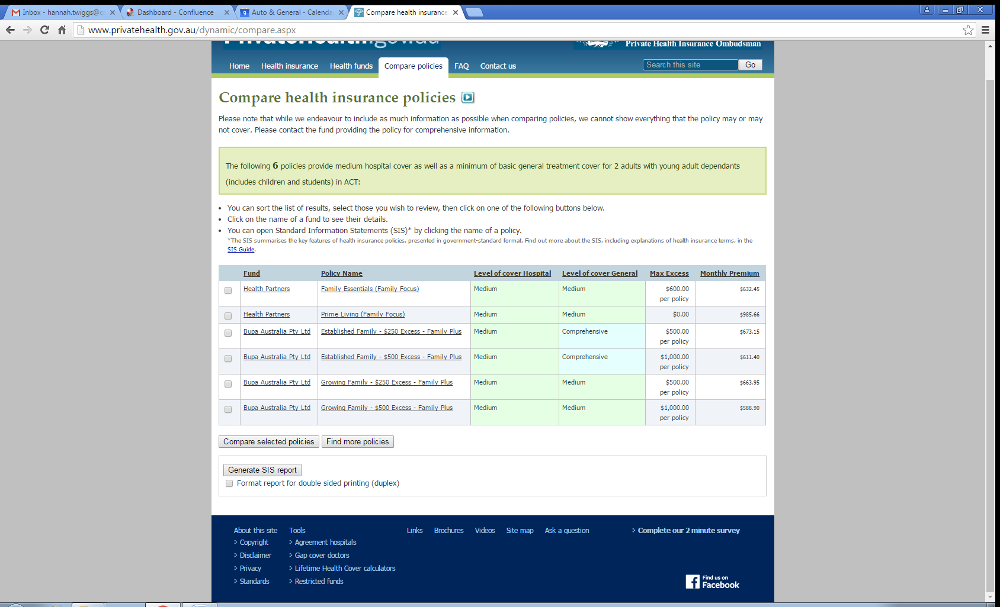 Inbox - hannah.twiggs@c
Dashboard - Confluence
9 Auto & General - Calenda
Compare health insurance
www.privatehealth.gov.au/dynamic/compare.aspx
Private Health Insurance Ombudsman
Home Health insurance Health funds Compare policies FAQ Contact us
Search this site Go
Compare health insurance policies
Please note that while we endeavour to include as much information as possible when comparing policies, we cannot show everything that the policy may or may
not cover. Please contact the fund providing the policy for comprehensive information.
The following 6 policies provide medium hospital cover as well as a minimum of basic general treatment cover for 2 adults with young adult dependants
(includes children and students) in ACT:
• You can sort the list of results, select those you wish to review, then click on one of the following buttons below.
• Click on the name of a fund to see their details.
• You can open Standard Information Statements (SIS)* by clicking the name of a policy.
*The SIS summarises the key features of health insurance policies, presented in government-standard format. Find out more about the SIS, including explanations of health insurance terms, in the
SIS Guide.
Fund Policy Name Level of cover Hospital Level of cover General Max Excess Monthly Premium
Health Partners Family Essentials (Family Focus) Medium Medium $600.00 $632.45
per policy
Health Partners Prime Living (Family Focus) Medium Medium $0.00 $985.66
Bupa Australia Pty Ltd Established Family - $250 Excess - Family Plus Medium Comprehensive $500.00 $673.15
per policy
Bupa Australia Pty Ltd Established Family - $500 Excess - Family Plus Medium Comprehensive $1,000.00 $611.40
per policy
Bupa Australia Pty Ltd Growing Family - $250 Excess - Family Plus Medium Medium $500.00 $663.95
per policy
Bupa Australia Pty Ltd Growing Family - $500 Excess - Family Plus Medium Medium $1,000.00 $588.90
per policy
Compare selected policies Find more policies
Generate SIS report
Format report for double sided printing (duplex)
About this site Tools Links Brochures Videos Site map Ask a question Complete our 2 minute survey
Copyright Agreement hospitals
Disclaimer Gap cover doctors
Privacy Lifetime Health Cover calculators
Standards Restricted funds
Find us on
Facebook